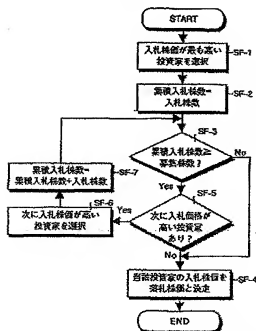 START
入札株価が最も高い
投資家を選択
SF-1
累積入札株数=
入札株数
SF-2
SF-3
累積入札株数≧
募集株数?
No
Yes
累積入札株数=
累積入札株数+入札株数
SF-7
SF-6
次に入札株価が高い
投資家を選択
Yes
SF-5
次に入札価格が
高い投資家
あり?
No
当該投資家の入札株価を
落札株価と決定
SF-4
END